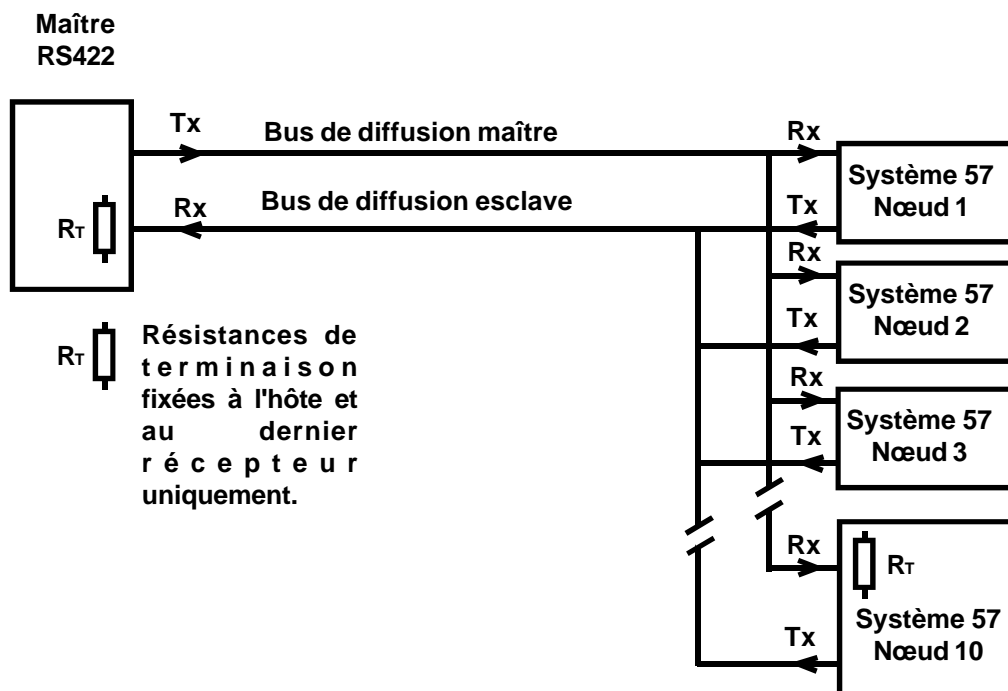 Maître
RS422
Tx
Bus de diffusion maître
Rx
Système 57
Nœud 1
RT
Rx
Bus de diffusion esclave
Tx
Rx
Système 57
Nœud 2
Tx
RT
Résistances de
terminaison
fixées à l'hôte et
au dernier
récepteur
uniquement.
Rx
Système 57
Nœud 3
Tx
Rx
RT
Système 57
Nœud 10
Tx